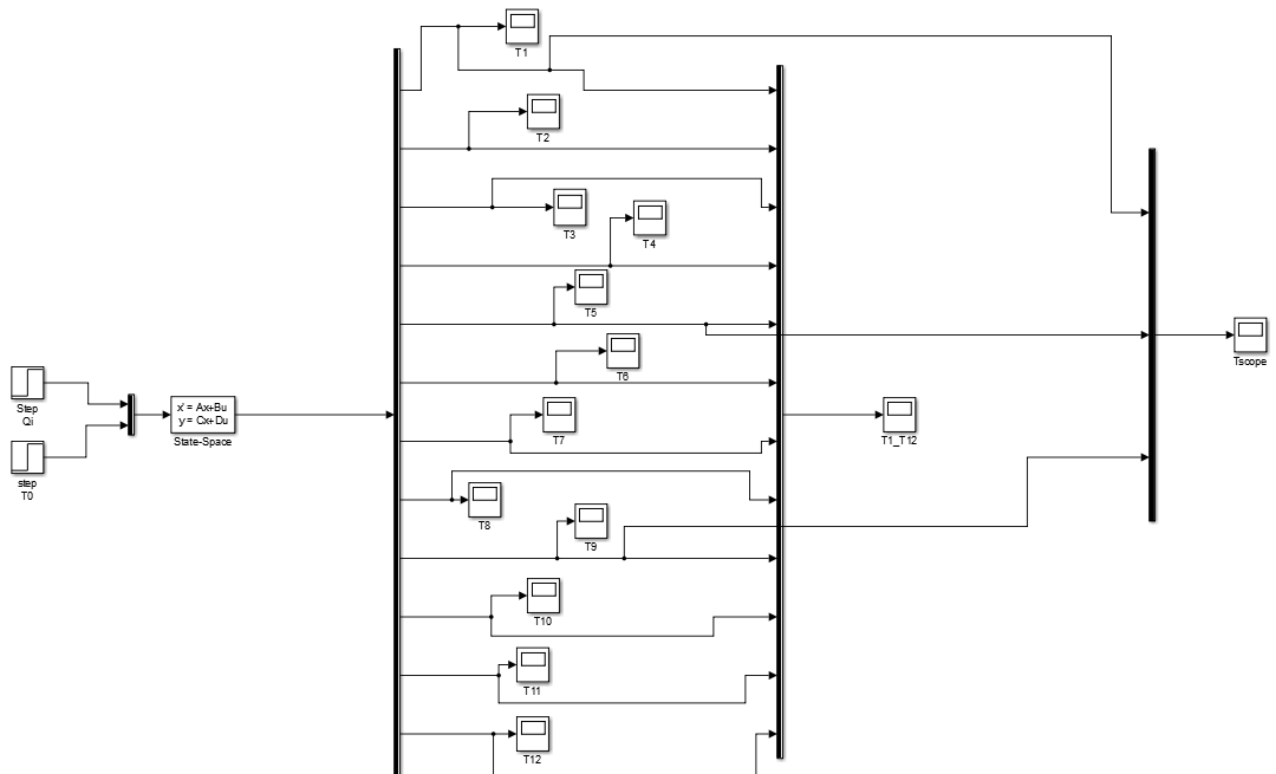 T1
T2
T3
T4
T5
T6
Tscope
Step
Qi
x' = Ax+Bu
y = Cx+Du
State-Space
T7
T1_T12
step
T0
T8
T9
T10
T11
T12